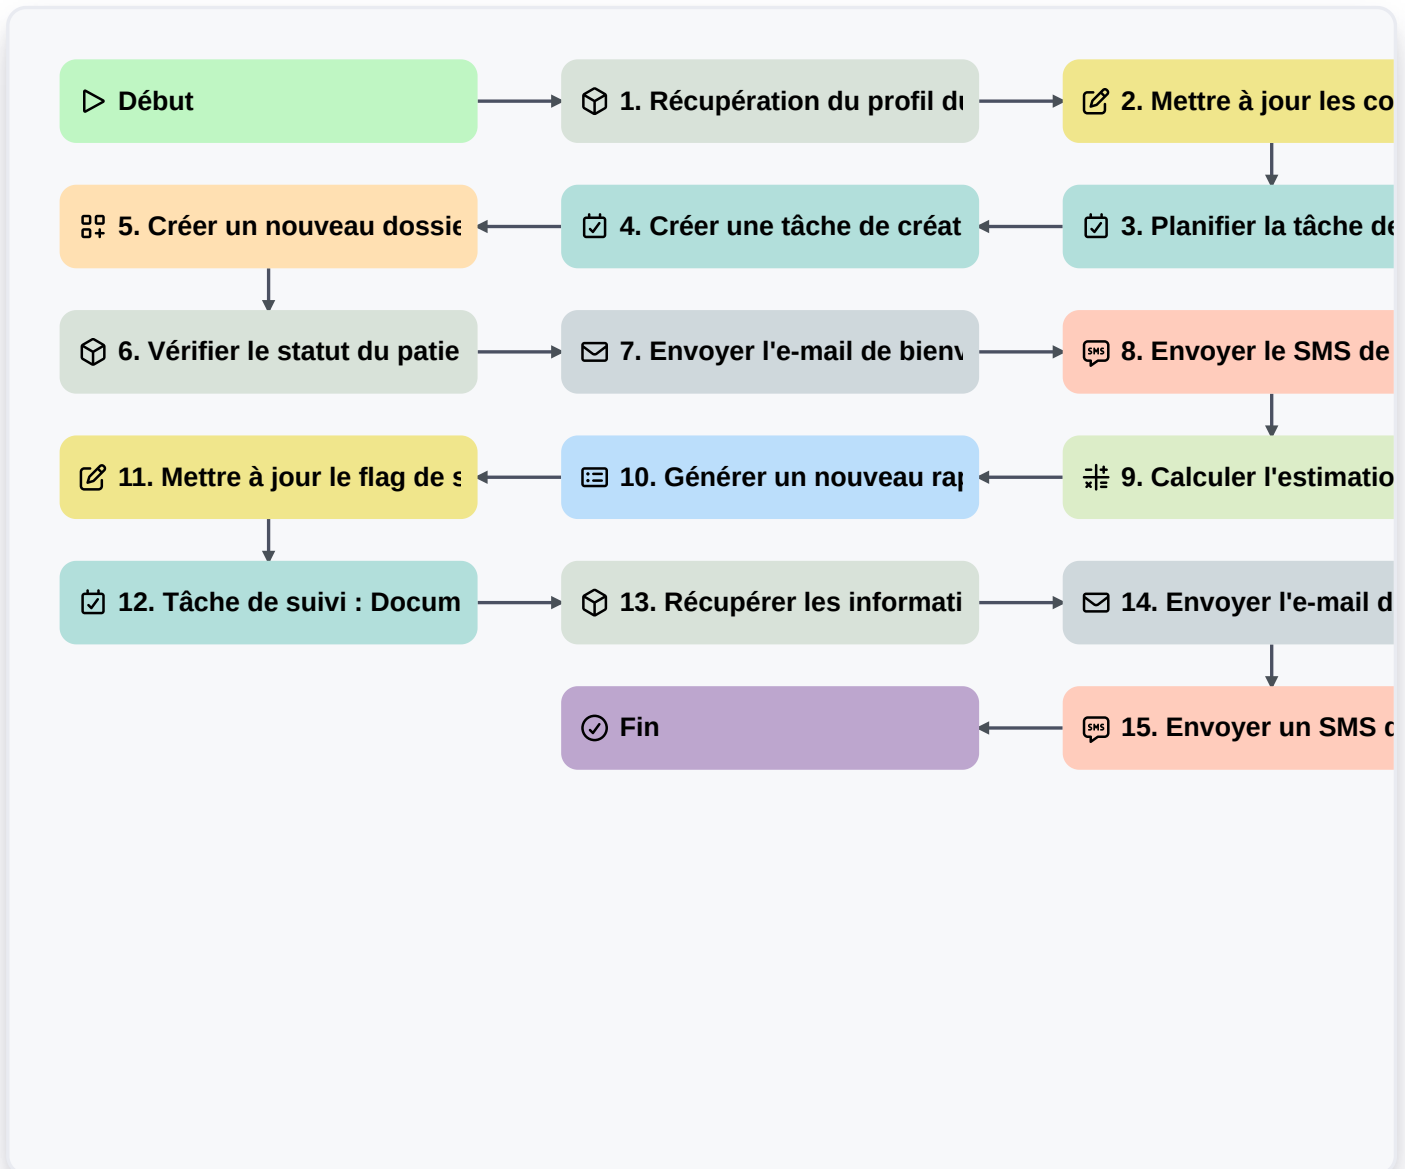 Début
1. Récupération du profil du
2. Mettre à jour les co
5. Créer un nouveau dossie
4. Créer une tâche de créat
3. Planifier la tâche de
6. Vérifier le statut du patie
7. Envoyer l'e-mail de bienv
8. Envoyer le SMS de
11. Mettre à jour le flag de s
10. Générer un nouveau rap
9. Calculer l'estimatio
12. Tâche de suivi : Docum
13. Récupérer les informati
14. Envoyer l'e-mail d
Fin
15. Envoyer un SMS d